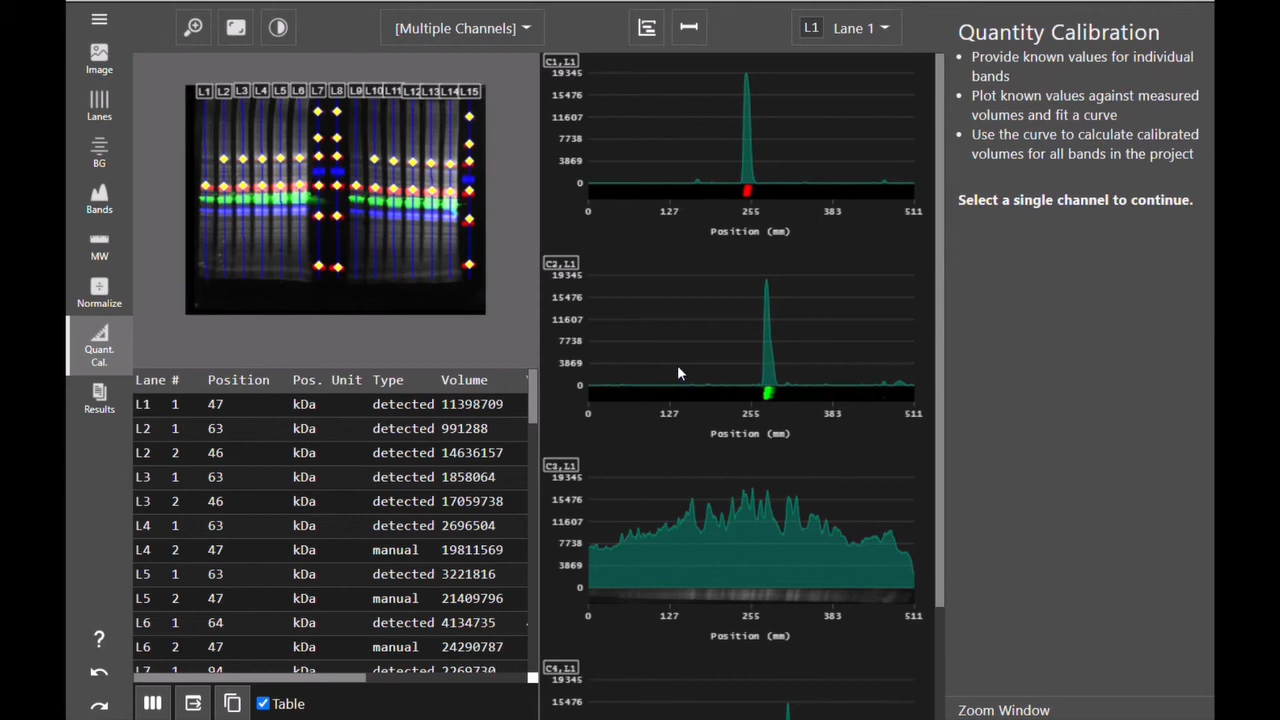 [Multiple Channels]
L1 Lane 1
Image
Lanes
BG
Bands
MW
Normalize
Quant.
Cal.
Results
?
L1 L2 L3 L4 L5 L6 L7 L8 L9 L10 L11 L12 L13 L14 L15
Lane # Position Pos. Unit Type Volume
L1 1 47 kDa detected 11398709
L2 1 63 kDa detected 991288
L2 2 46 kDa detected 14636157
L3 1 63 kDa detected 1858064
L3 2 46 kDa detected 17059738
L4 1 63 kDa detected 2696504
L4 2 47 kDa manual 19811569
L5 1 63 kDa detected 3221816
L5 2 47 kDa manual 21409796
L6 1 64 kDa detected 4134735
L6 2 47 kDa manual 24290787
L7 1 94 kDa detected 2269730
Table
C1,L1
19345
15476
11607
7738
3869
0
0 127 255 383 511
Position (mm)
C2,L1
19345
15476
11607
7738
3869
0
0 127 255 383 511
Position (mm)
C3,L1
19345
15476
11607
7738
3869
0
0 127 255 383 511
Position (mm)
C4,L1
19345
15476
Quantity Calibration
• Provide known values for individual
bands
• Plot known values against measured
volumes and fit a curve
• Use the curve to calculate calibrated
volumes for all bands in the project
Select a single channel to continue.
Zoom Window